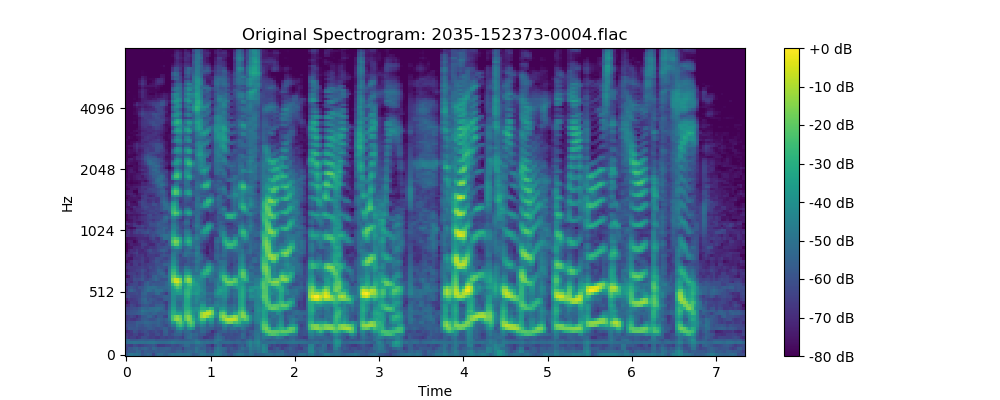 Original Spectrogram: 2035-152373-0004.flac
Hz
4096
2048
1024
512
0
0 1 2 3 4 5 6 7
Time
+0 dB
-10 dB
-20 dB
-30 dB
-40 dB
-50 dB
-60 dB
-70 dB
-80 dB